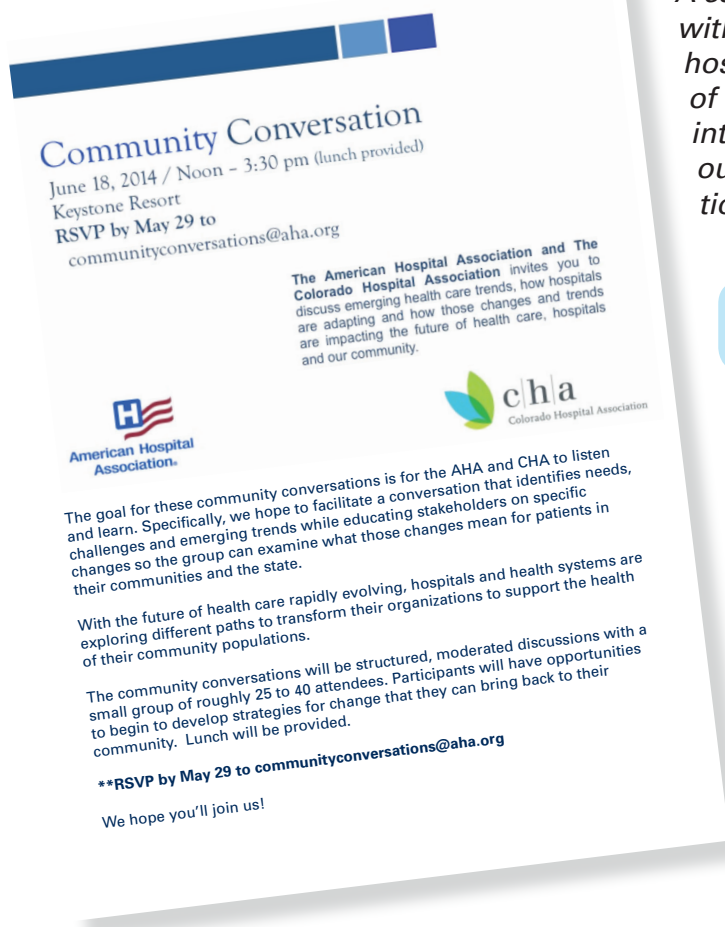 Community Conversation
June 18, 2014 / Noon – 3:30 pm (lunch provided)
Keystone Resort
RSVP by May 29 to
communityconversations@aha.org
The American Hospital Association and The
Colorado Hospital Association invites you to
discuss emerging health care trends, how hospitals
are adapting and how those changes and trends
are impacting the future of health care, hospitals
and our community.
H
American Hospital
Association®
c|h|a
Colorado Hospital Association
The goal for these community conversations is for the AHA and CHA to listen
and learn. Specifically, we hope to facilitate a conversation that identifies needs,
challenges and emerging trends while educating stakeholders on specific
changes so the group can examine what those changes mean for patients in
their communities and the state.
With the future of health care rapidly evolving, hospitals and health systems are
exploring different paths to transform their organizations to support the health
of their community populations.
The community conversations will be structured, moderated discussions with a
small group of roughly 25 to 40 attendees. Participants will have opportunities
to begin to develop strategies for change that they can bring back to their
community.  Lunch will be provided.
**RSVP by May 29 to communityconversations@aha.org
We hope you'll join us!
of